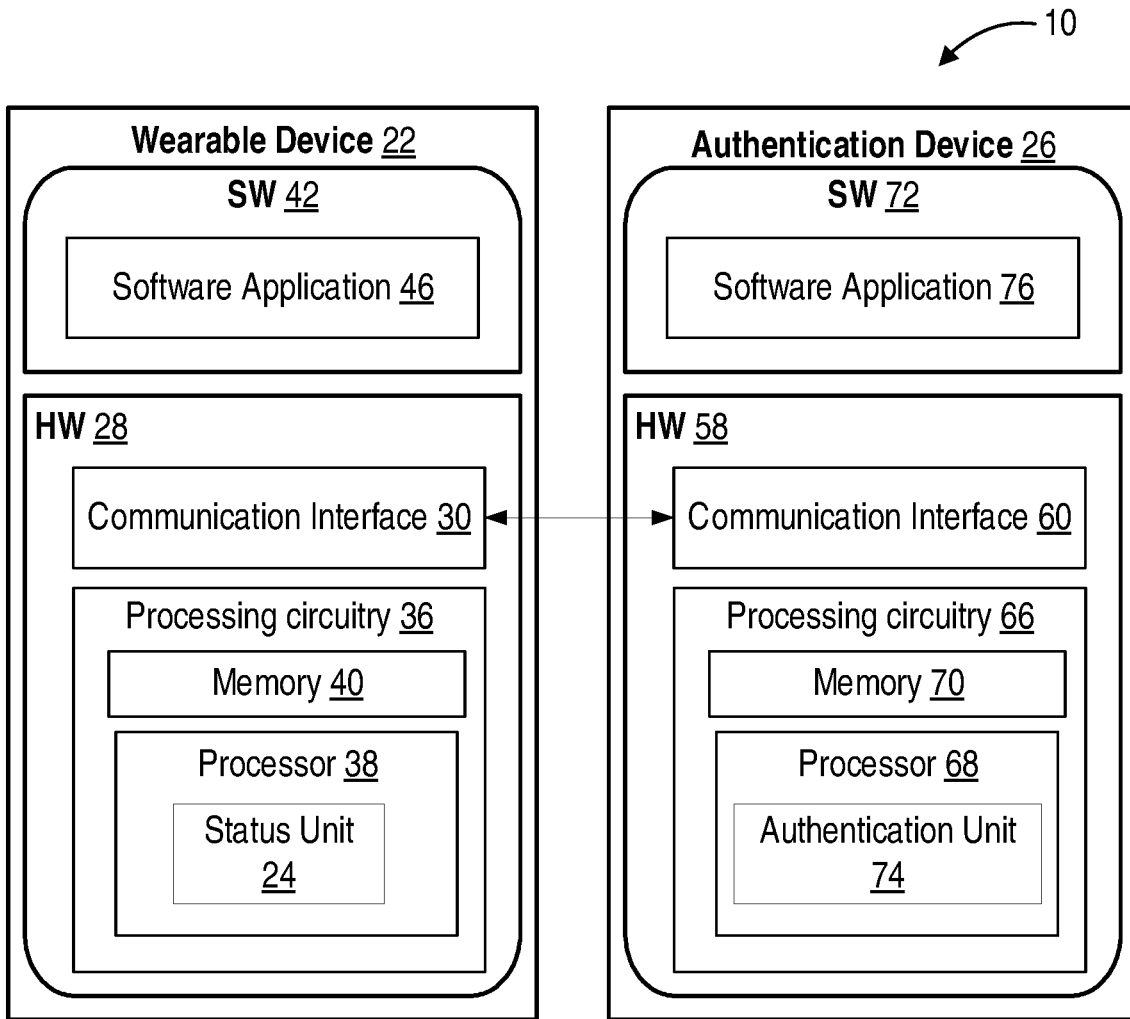 10
Wearable Device 22
SW 42
Software Application 46
HW 28
Communication Interface 30
Processing circuitry 36
Memory 40
Processor 38
Status Unit
24
Authentication Device 26
SW 72
Software Application 76
HW 58
Communication Interface 60
Processing circuitry 66
Memory 70
Processor 68
Authentication Unit
74